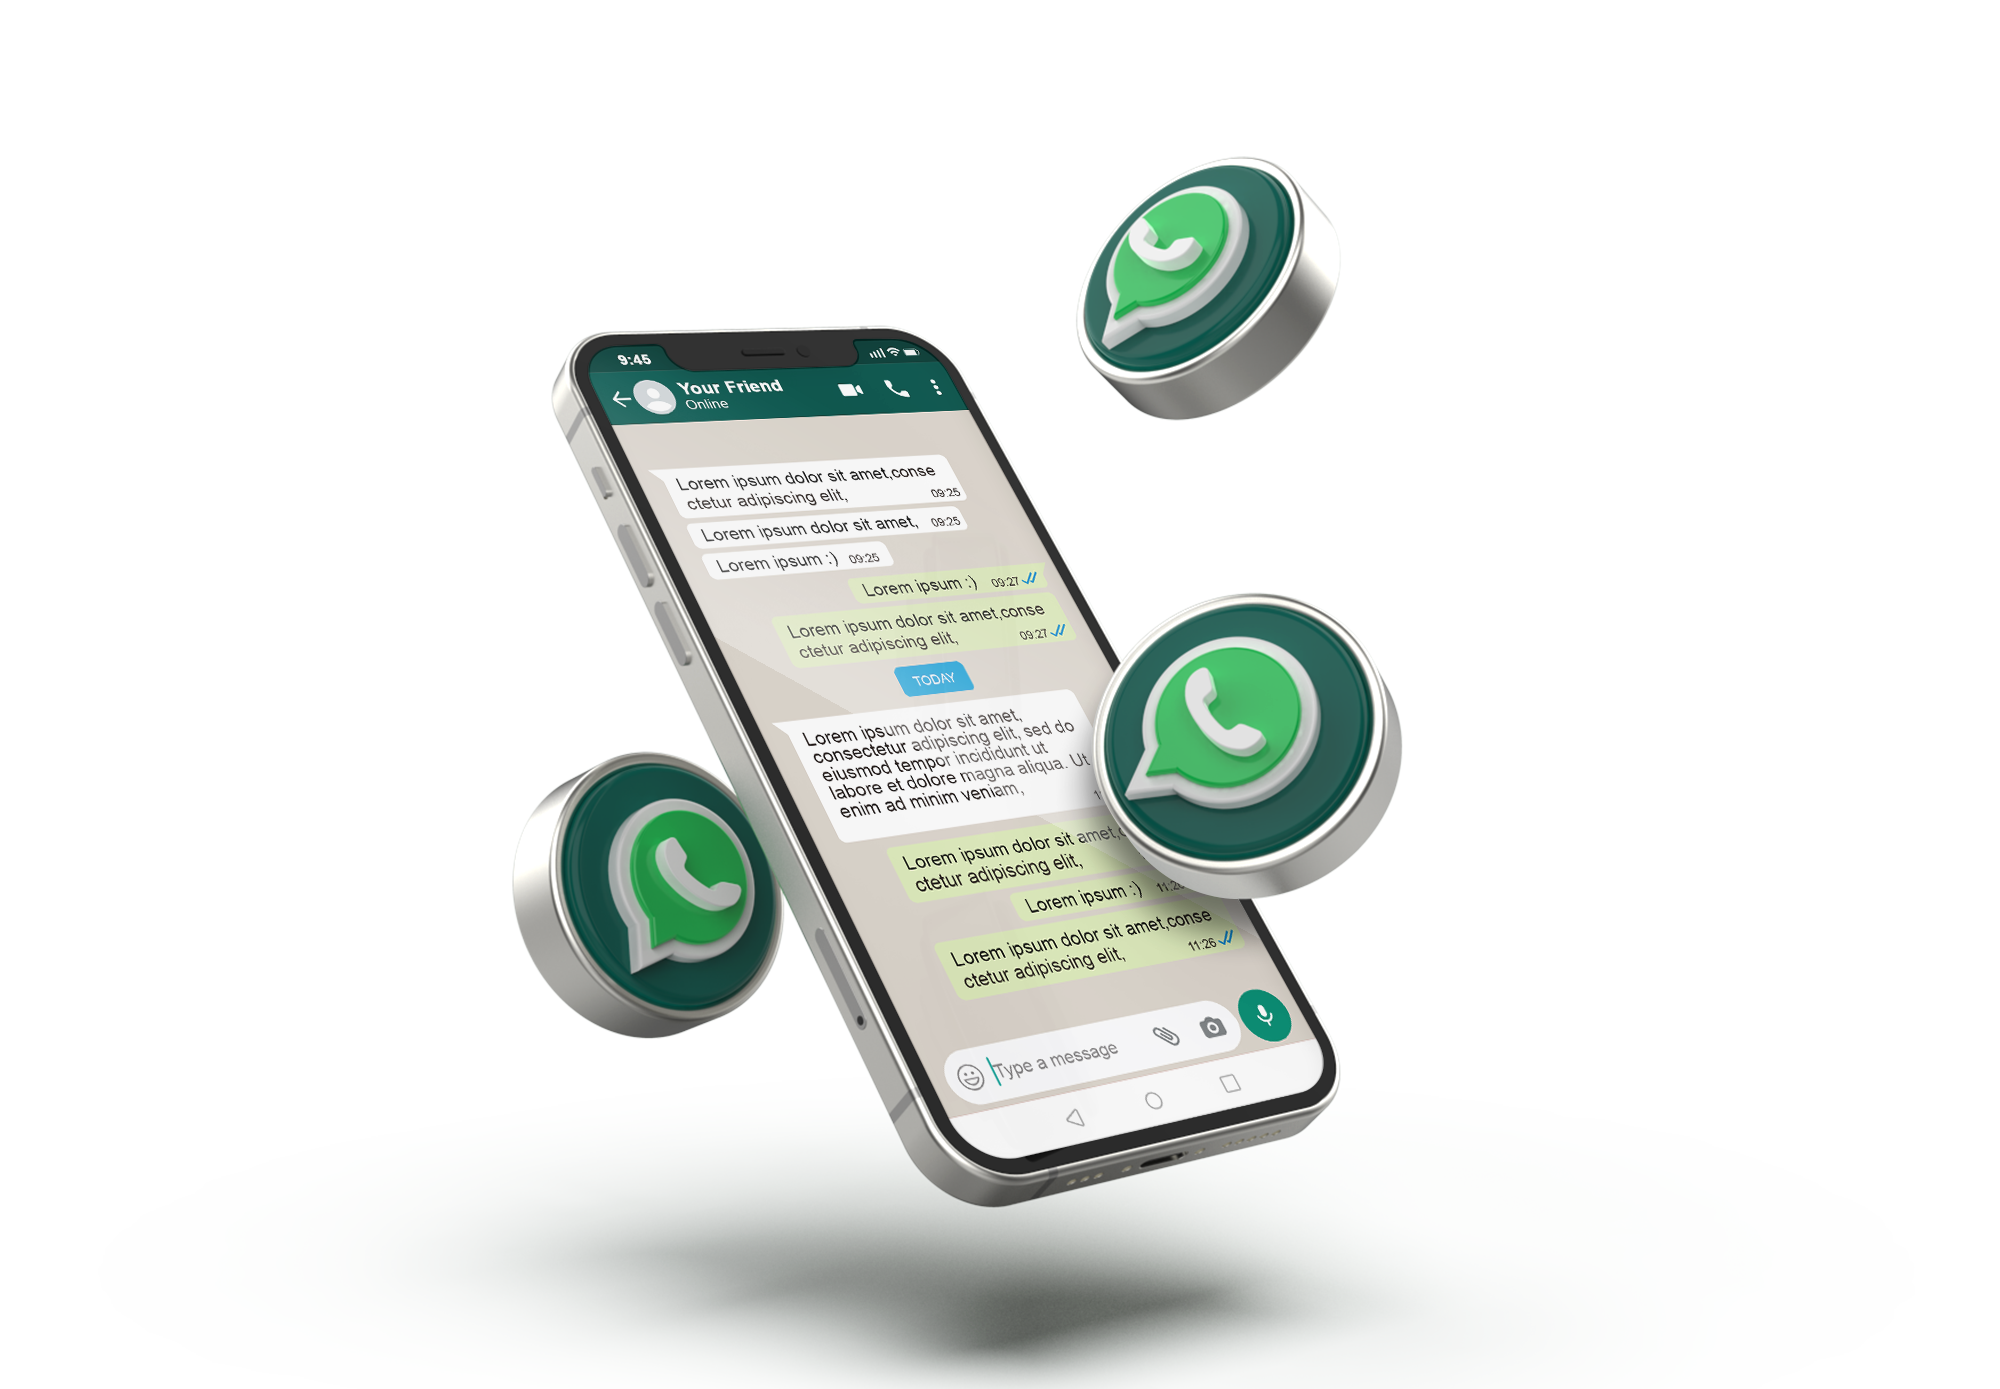 9:45
Your Friend
Online
Lorem ipsum dolor sit amet,conse
ctetur adipiscing elit,
09:25
Lorem ipsum dolor sit amet, 09:25
Lorem ipsum :) 09:25
Lorem ipsum :) 09:27
Lorem ipsum dolor sit amet,conse
ctetur adipiscing elit,
09:27
TODAY
Lorem ipsum dolor sit amet,
consectetur adipiscing elit, sed do
eiusmod tempor incididunt ut
labore et dolore magna aliqua. Ut
enim ad minim veniam,
Lorem ipsum dolor sit amet,
ctetur adipiscing elit,
Lorem ipsum :)
Lorem ipsum dolor sit amet,conse
ctetur adipiscing elit,
11:26
Type a message